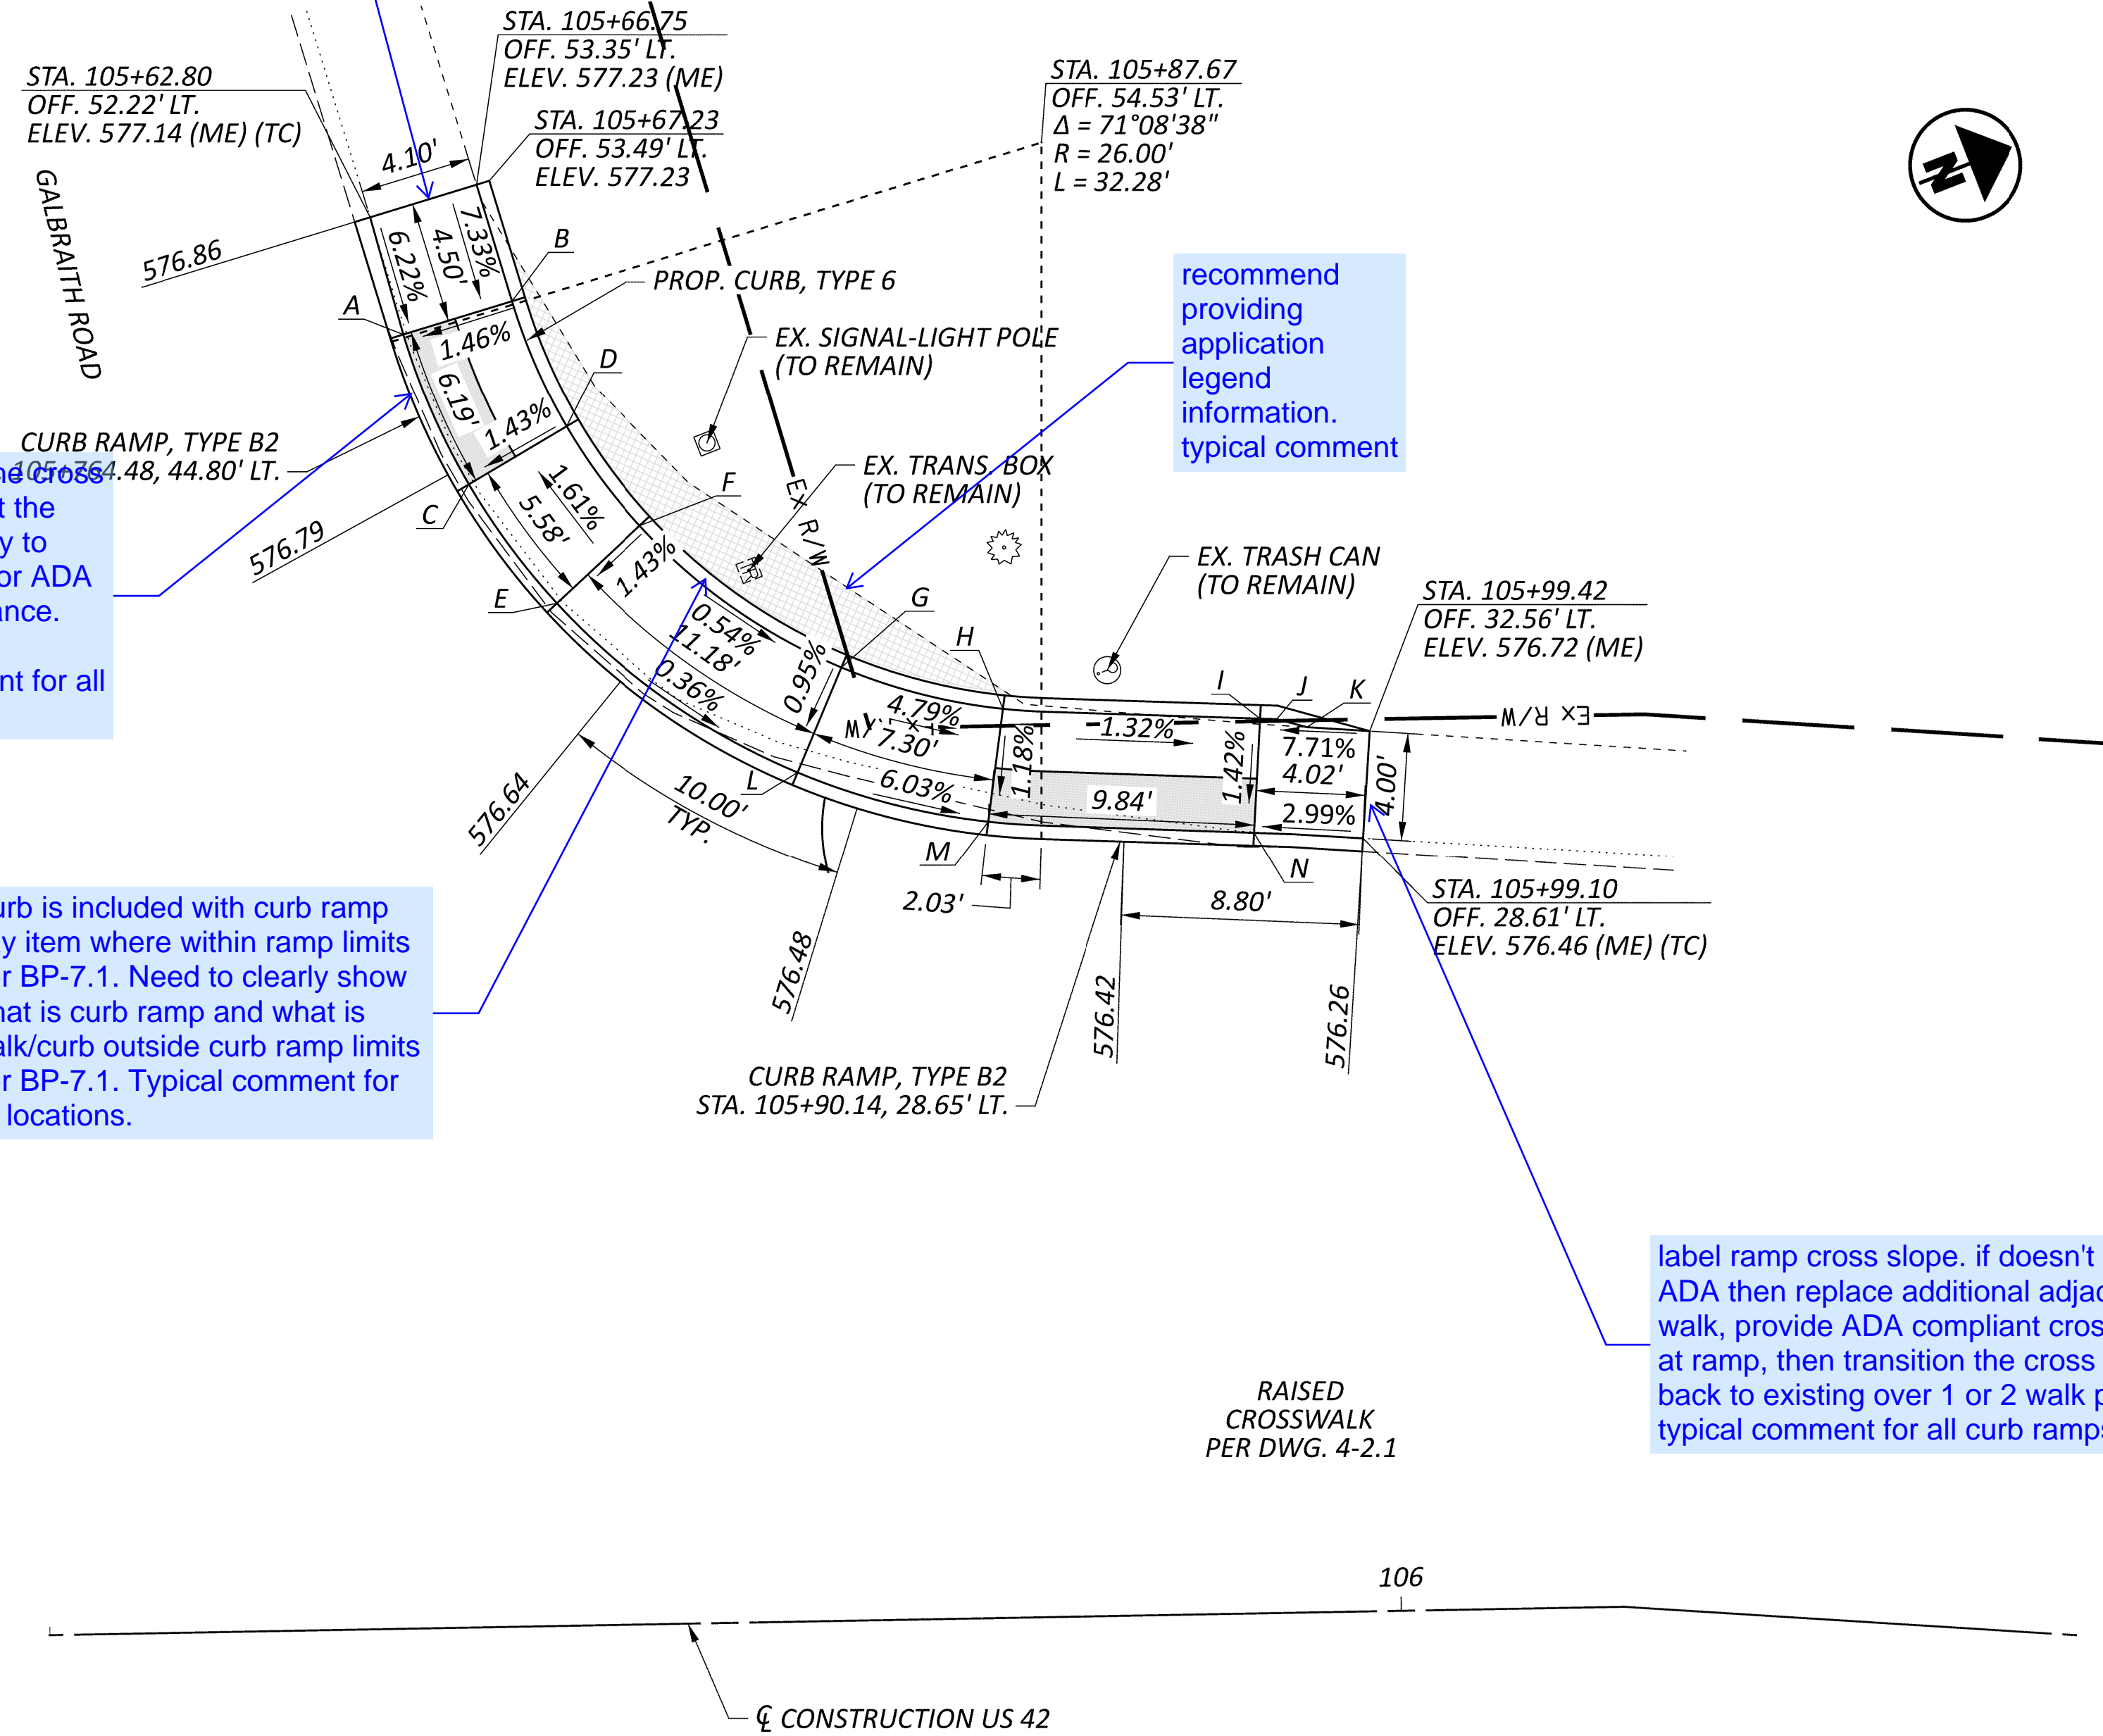 STA. 105+66.75
OFF. 53.35' LT.
ELEV. 577.23 (ME)
STA. 105+62.80
OFF. 52.22' LT.
ELEV. 577.14 (ME) (TC)
STA. 105+67.23
OFF. 53.49' LT.
ELEV. 577.23
STA. 105+87.67
OFF. 54.53' LT.
Δ = 71°08'38"
R = 26.00'
L = 32.28'
N
4.10'
GALBRAITH ROAD
576.86
7.33%
4.50'
6.22%
A
B
PROP. CURB, TYPE 6
1.46%
EX. SIGNAL-LIGHT POLE
(TO REMAIN)
D
6.19'
1.43%
recommend
providing
application
legend
information.
typical comment
CURB RAMP, TYPE B2
44.80' LT.
cross
t the
y to
or ADA
ance.
nt for all
576.79
C
1.61%
5.58'
F
EX. TRANS. BOX
(TO REMAIN)
EX R/W
E
1.43%
G
EX. TRASH CAN
(TO REMAIN)
STA. 105+99.42
OFF. 32.56' LT.
ELEV. 576.72 (ME)
0.54%
11.18'
0.36%
0.95%
H
I
J
K
EX R/W
4.79%
7.30'
6.03%
1.18%
1.32%
1.42%
7.71%
4.02'
2.99%
4.00'
9.84'
576.64
10.00'
TYP.
L
M
N
2.03'
8.80'
STA. 105+99.10
OFF. 28.61' LT.
ELEV. 576.46 (ME) (TC)
576.48
576.42
576.26
urb is included with curb ramp
y item where within ramp limits
r BP-7.1. Need to clearly show
hat is curb ramp and what is
alk/curb outside curb ramp limits
r BP-7.1. Typical comment for
locations.
CURB RAMP, TYPE B2
STA. 105+90.14, 28.65' LT.
label ramp cross slope. if doesn't
ADA then replace additional adjac
walk, provide ADA compliant cros
at ramp, then transition the cross
back to existing over 1 or 2 walk p
typical comment for all curb ramps
RAISED
CROSSWALK
PER DWG. 4-2.1
106
℄ CONSTRUCTION US 42